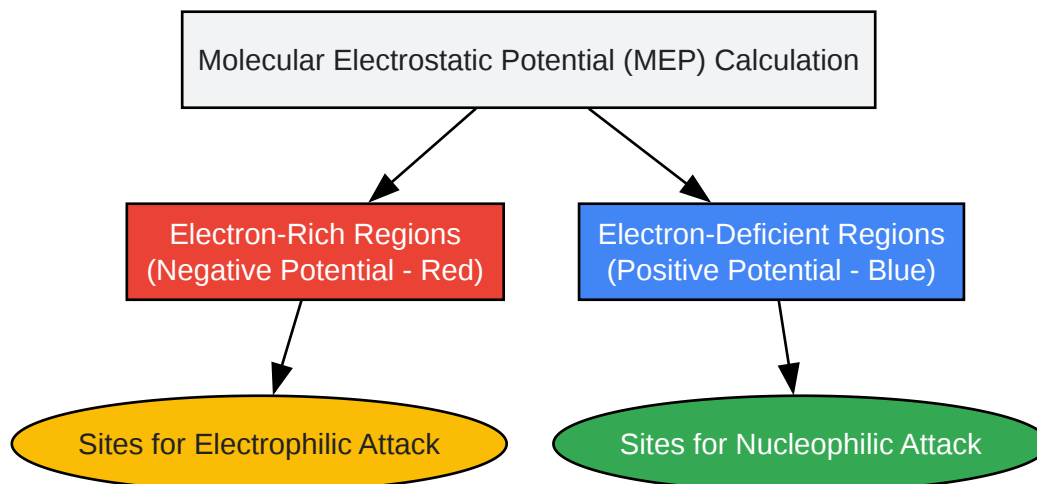 Molecular Electrostatic Potential (MEP) Calculation
Electron-Rich Regions
(Negative Potential - Red)
Electron-Deficient Regions
(Positive Potential - Blue)
Sites for Electrophilic Attack
Sites for Nucleophilic Attack